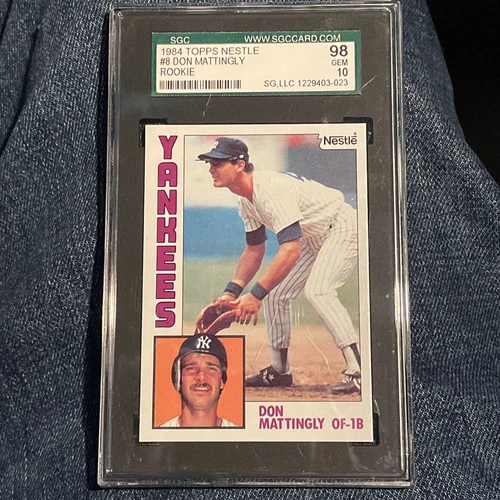 SGC WWW.SGCCARD.COM
1984 TOPPS NESTLE 98
#8 DON MATTINGLY GEM
ROOKIE 10
SG,LLC 1229403-023
Nestlé
YANKEES
NY
DON
MATTINGLY OF-1B